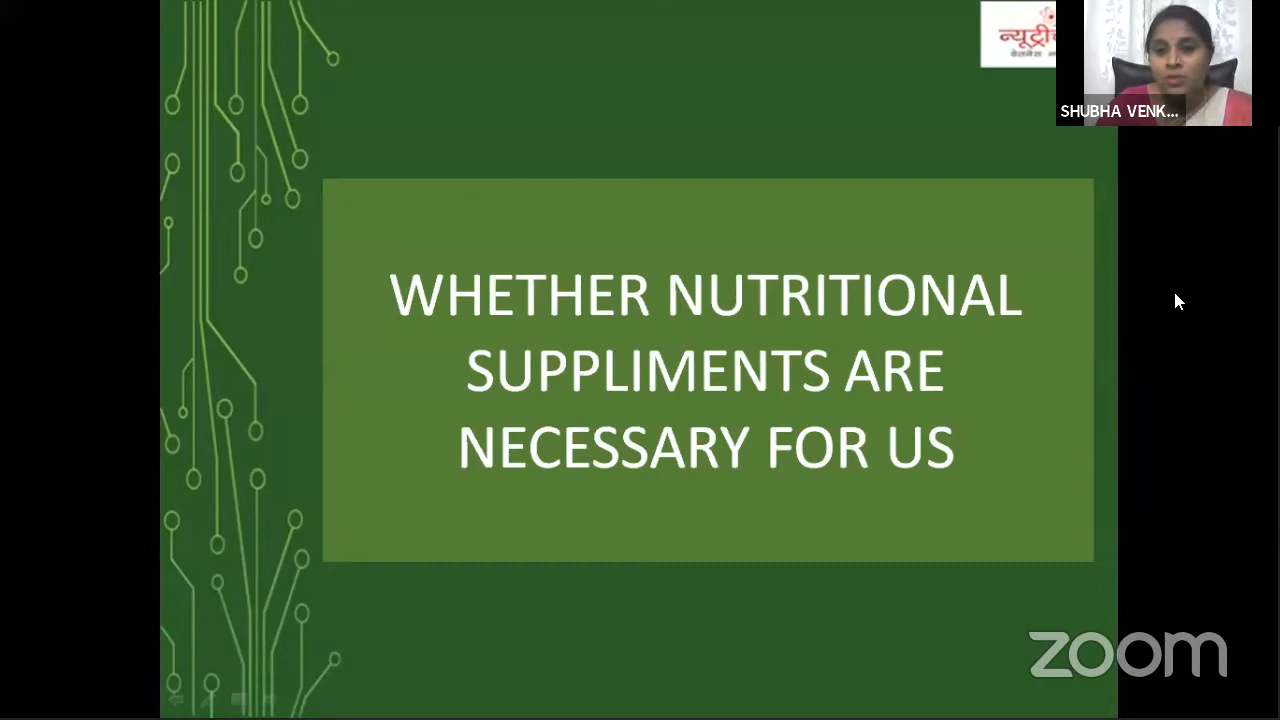 SHUBHA VENK...
WHETHER NUTRITIONAL
SUPPLIMENTS ARE
NECESSARY FOR US
zoom